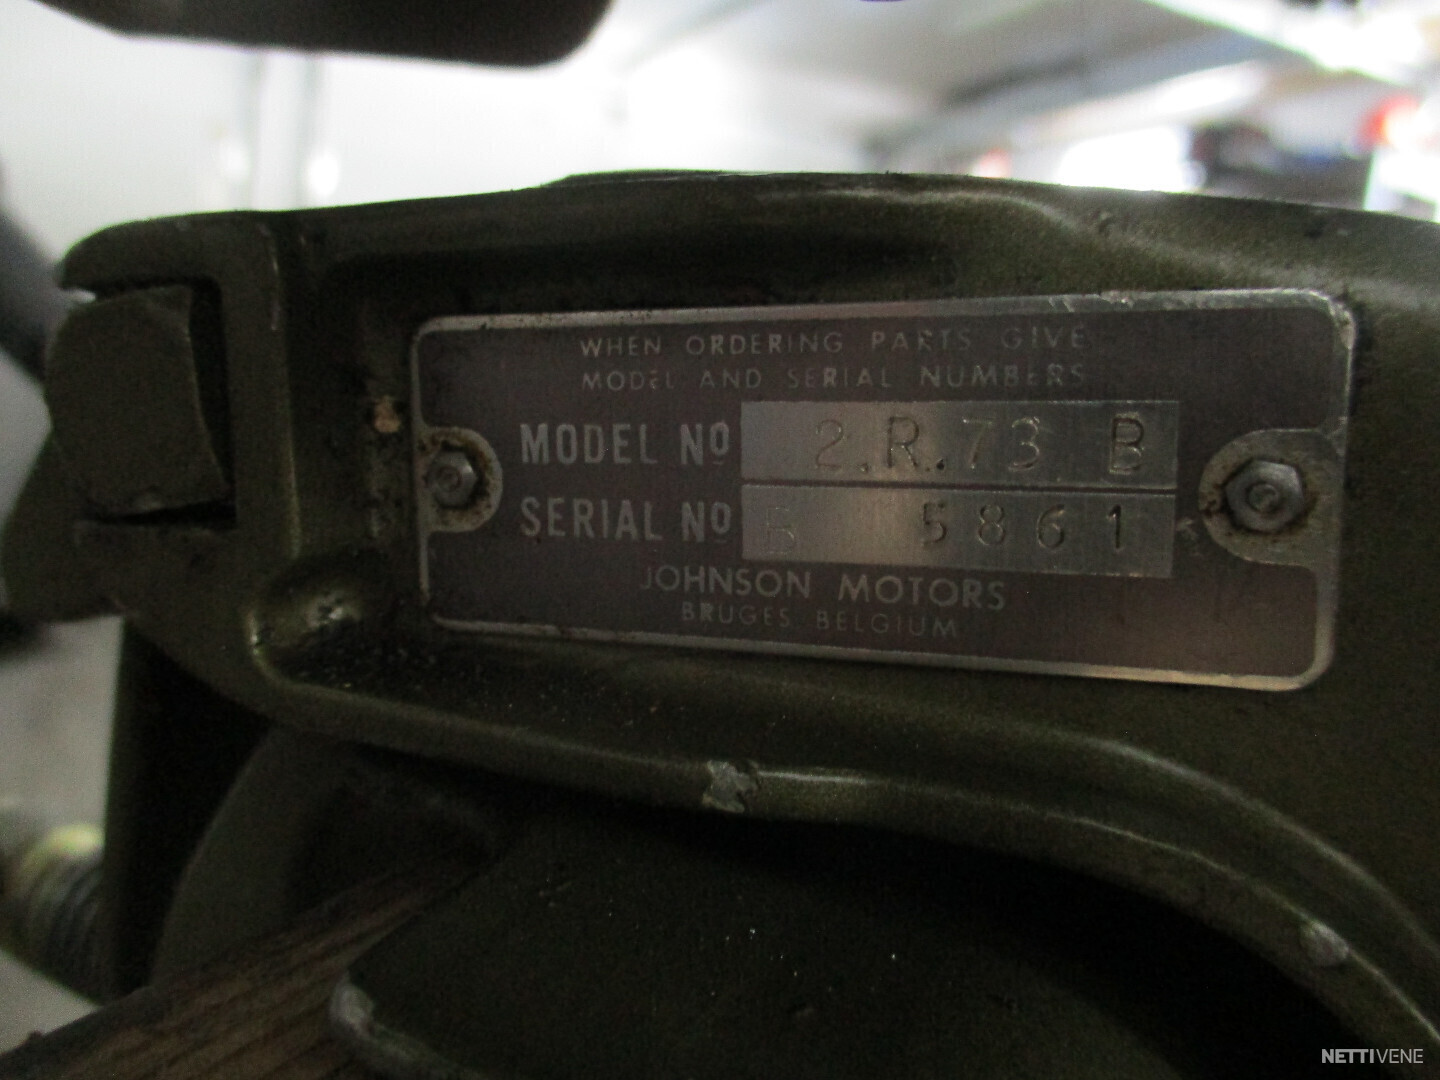 WHEN ORDERING PARTS GIVE
MODEL AND SERIAL NUMBERS
MODEL Nº 2.R.73 B
SERIAL Nº B 5861
JOHNSON MOTORS
BRUGES BELGIUM
NETTIVENE